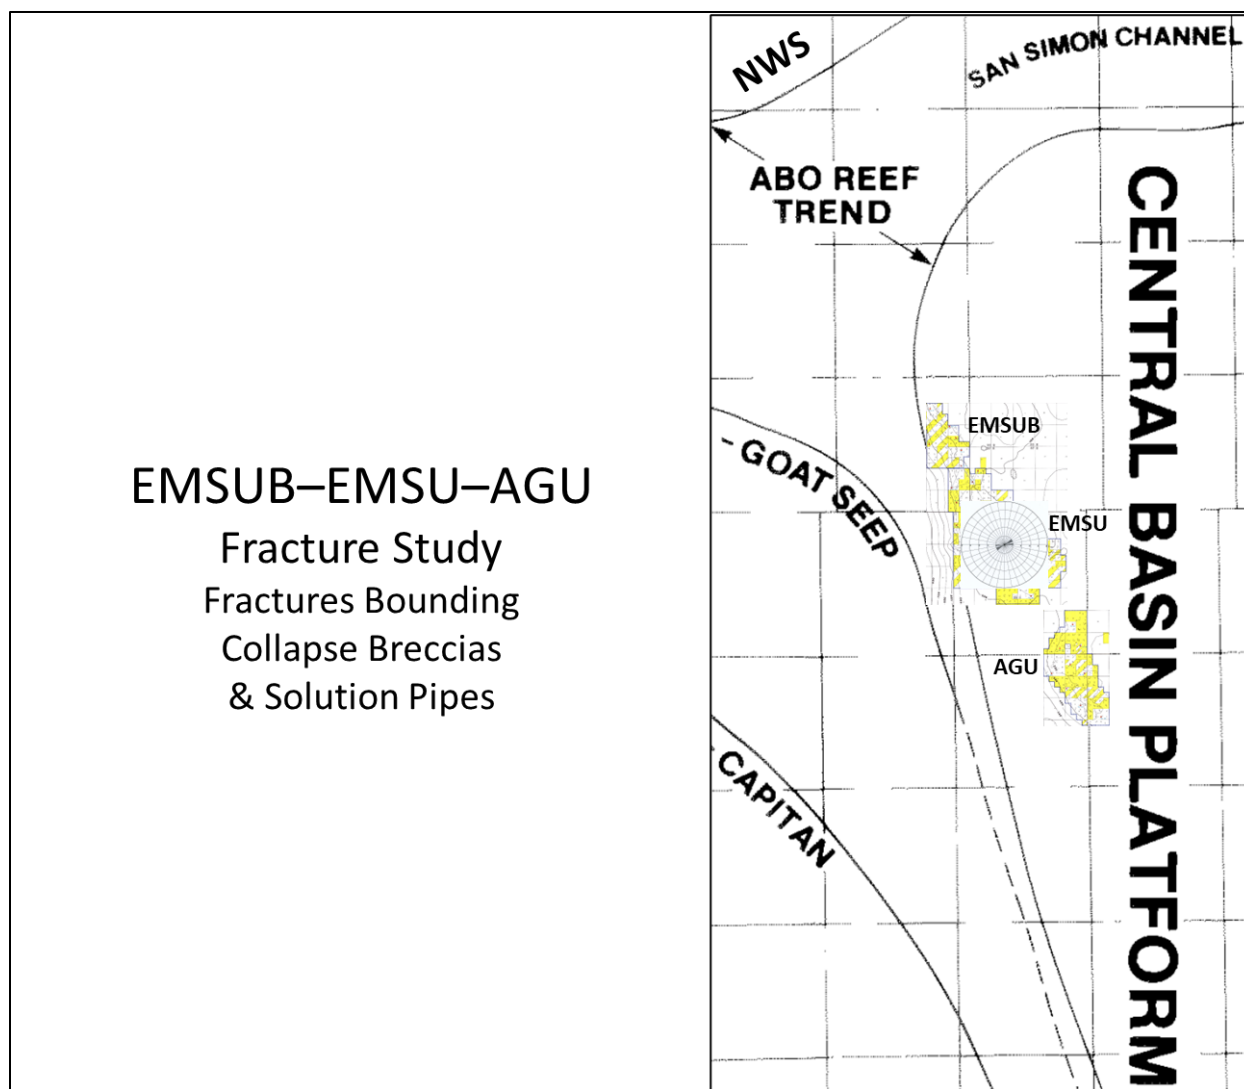 EMSUB–EMSU–AGU
Fracture Study
Fractures Bounding
Collapse Breccias
& Solution Pipes
NWS
SAN SIMON CHANNEL
ABO REEF
TREND
CENTRAL BASIN PLATFORM
EMSUB
GOAT SEEP
EMSU
AGU
CAPITAN